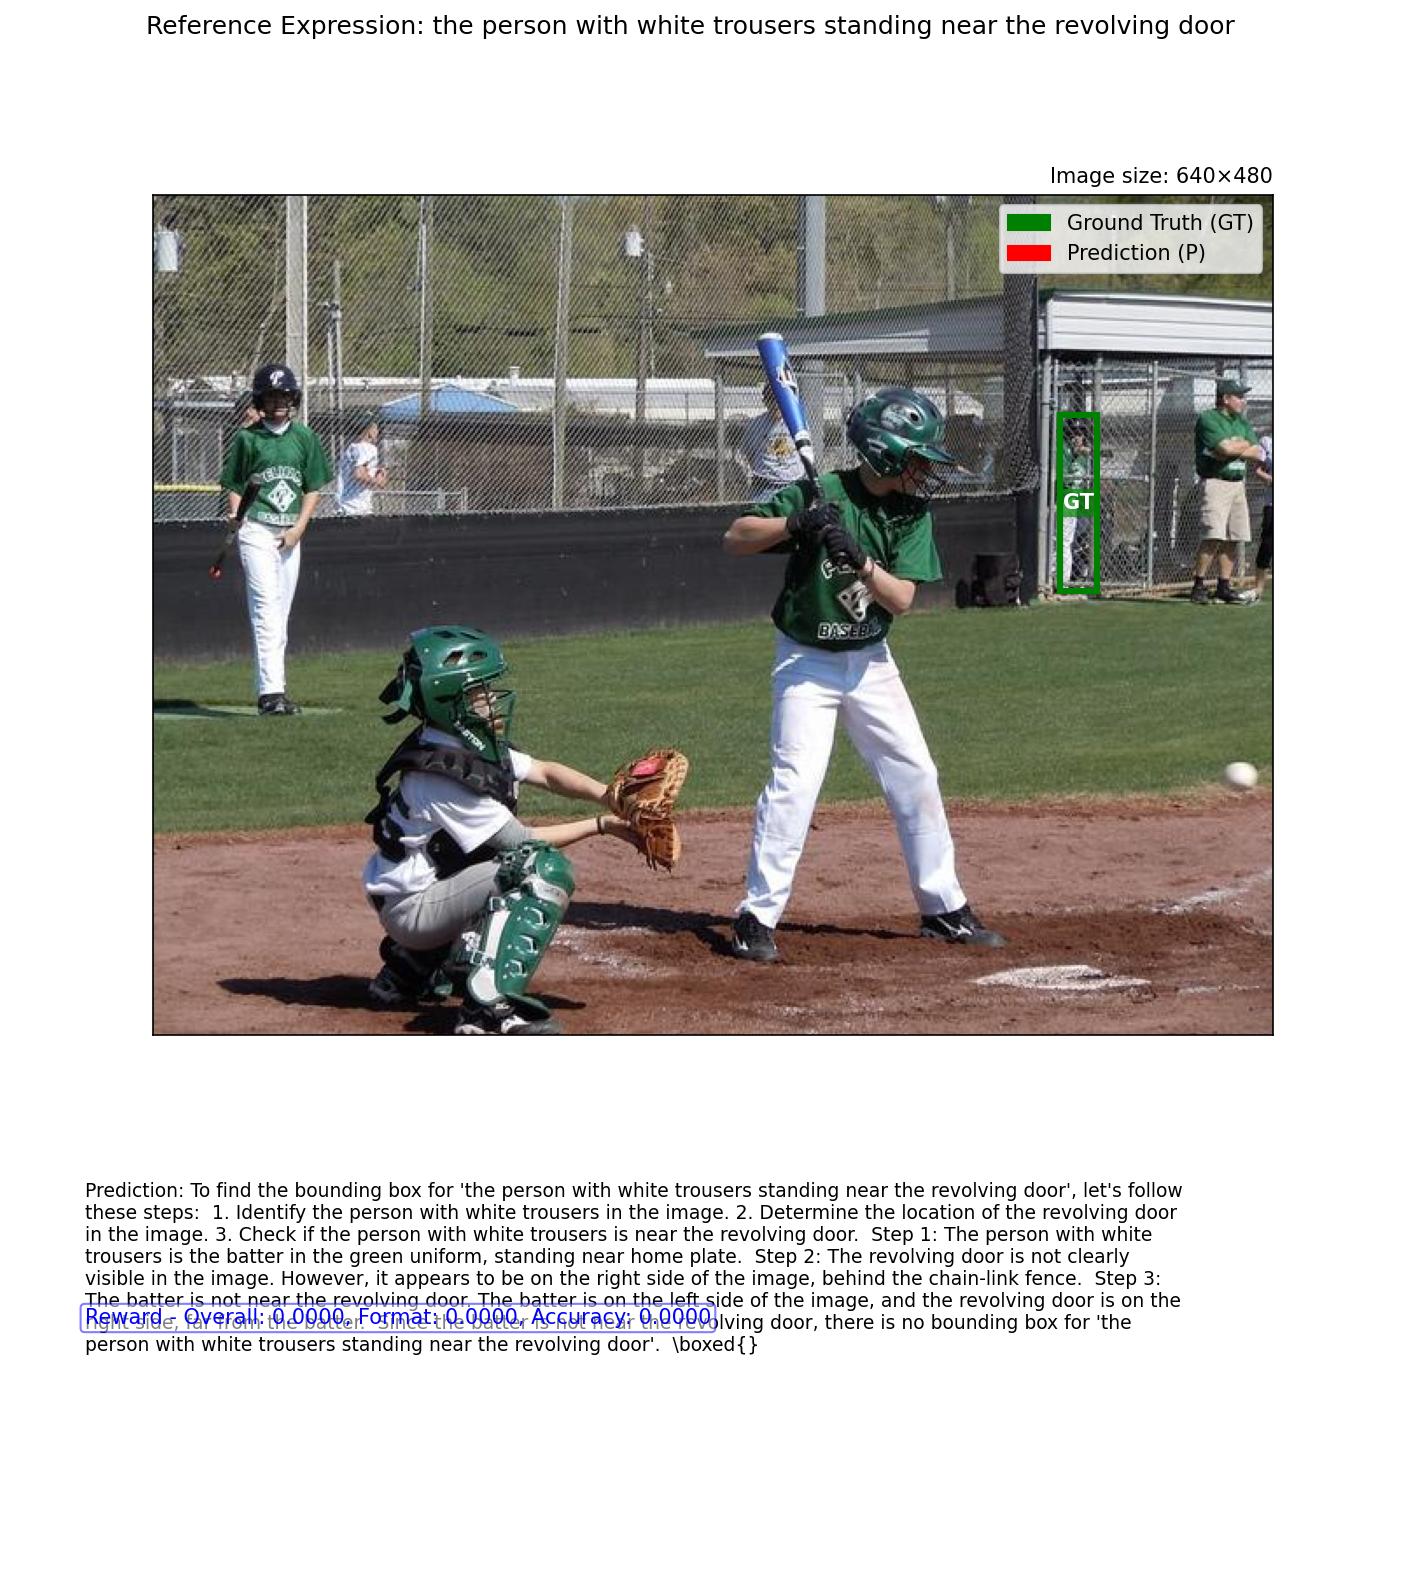 Reference Expression: the person with white trousers standing near the revolving door
Image size: 640×480
Ground Truth (GT)
Prediction (P)
P
GT
BASEB
Prediction: To find the bounding box for 'the person with white trousers standing near the revolving door', let's follow
these steps:  1. Identify the person with white trousers in the image. 2. Determine the location of the revolving door
in the image. 3. Check if the person with white trousers is near the revolving door.  Step 1: The person with white
trousers is the batter in the green uniform, standing near home plate.  Step 2: The revolving door is not clearly
visible in the image. However, it appears to be on the right side of the image, behind the chain-link fence.  Step 3:
The batter is not near the revolving door. The batter is on the left side of the image, and the revolving door is on the
Reward - Overall: 0.0000, Format: 0.0000, Accuracy: 0.0000
right side, far from the batter.  Since the batter is not near the revolving door, there is no bounding box for 'the
person with white trousers standing near the revolving door'.  \boxed{}